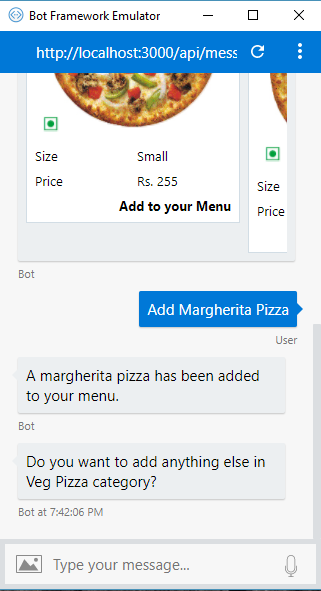 Bot Framework Emulator
http://localhost:3000/api/mess
Size Small
Price Rs. 255
Add to your Menu
Size
Price
Bot
Add Margherita Pizza
User
A margherita pizza has been added
to your menu.
Bot
Do you want to add anything else in
Veg Pizza category?
Bot at 7:42:06 PM
Type your message...